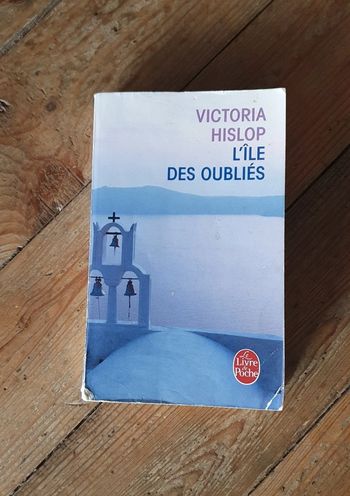 VICTORIA
HISLOP
L'ÎLE
DES OUBLIÉS
Le
Livre
de
Poche